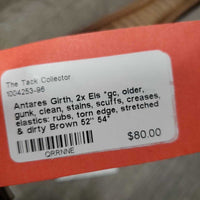 The Tack Collector
1004253-96
Antares Girth, 2x Els *gc, older,
gunk, clean, stains, scuffs, creases,
elastics: rubs, torn edge, stretched
& dirty Brown 52" 54"
$80.00
QRRNNE